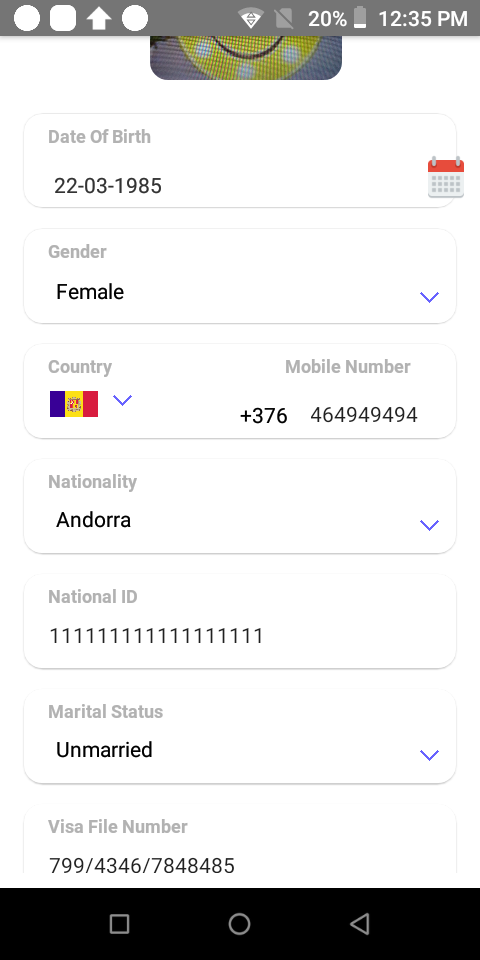 20% 12:35 PM
Date Of Birth
22-03-1985
Gender
Female
Country Mobile Number
+376 464949494
Nationality
Andorra
National ID
111111111111111111
Marital Status
Unmarried
Visa File Number
799/4346/7848485